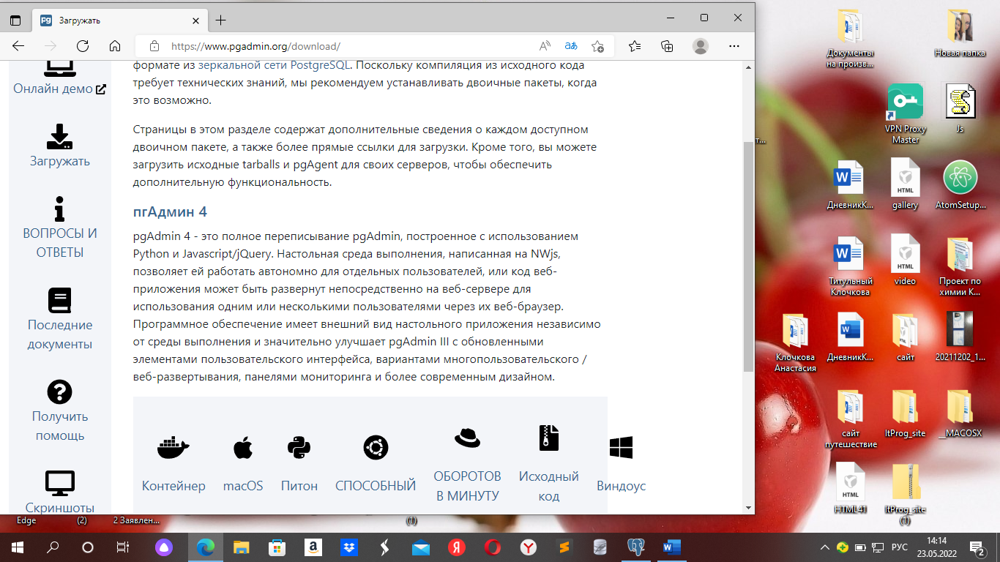 Загружать
https://www.pgadmin.org/download/
формате из зеркальной сети PostgreSQL. Поскольку компиляция из исходного кода
требует технических знаний, мы рекомендуем устанавливать двоичные пакеты, когда
это возможно.
Страницы в этом разделе содержат дополнительные сведения о каждом доступном
двоичном пакете, а также более прямые ссылки для загрузки. Кроме того, вы можете
загрузить исходные tarballs и pgAgent для своих серверов, чтобы обеспечить
дополнительную функциональность.
пгАдмин 4
pgAdmin 4 - это полное переписывание pgAdmin, построенное с использованием
Python и Javascript/jQuery. Настольная среда выполнения, написанная на NWjs,
позволяет ей работать автономно для отдельных пользователей, или код веб-
приложения может быть развернут непосредственно на веб-сервере для
использования одним или несколькими пользователями через их веб-браузер.
Программное обеспечение имеет внешний вид настольного приложения независимо
от среды выполнения и значительно улучшает pgAdmin III с обновленными
элементами пользовательского интерфейса, вариантами многопользовательского /
веб-развертывания, панелями мониторинга и более современным дизайном.
Контейнер
macOS
Питон
СПОСОБНЫЙ
ОБОРОТОВ
В МИНУТУ
Исходный
код
Виндоус
Онлайн демо
Загружать
ВОПРОСЫ И
ОТВЕТЫ
Последние
документы
Получить
помощь
Скриншоты
Документы
на произв...
Новая папка
VPN Proxy
Master
Js
т...
ДневникК...
gallery
AtomSetup...
Титульный
Клочкова
video
Проект по
химии К...
Клочкова
Анастасия
ДневникК...
сайт
20211202_1...
сайт
путешествие
ItProg_site
__MACOSX
HTML41
ItProg_site
(1)
Edge
(2)
2 Заявлен...
(1)
РУС
14:14
23.05.2022
2